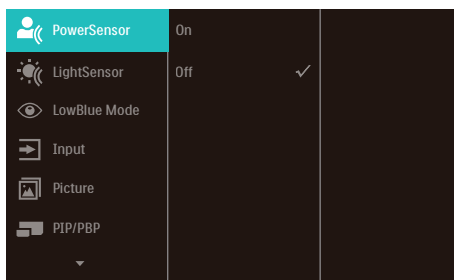 PowerSensor
On
LightSensor
Off
LowBlue Mode
Input
Picture
PIP/PBP